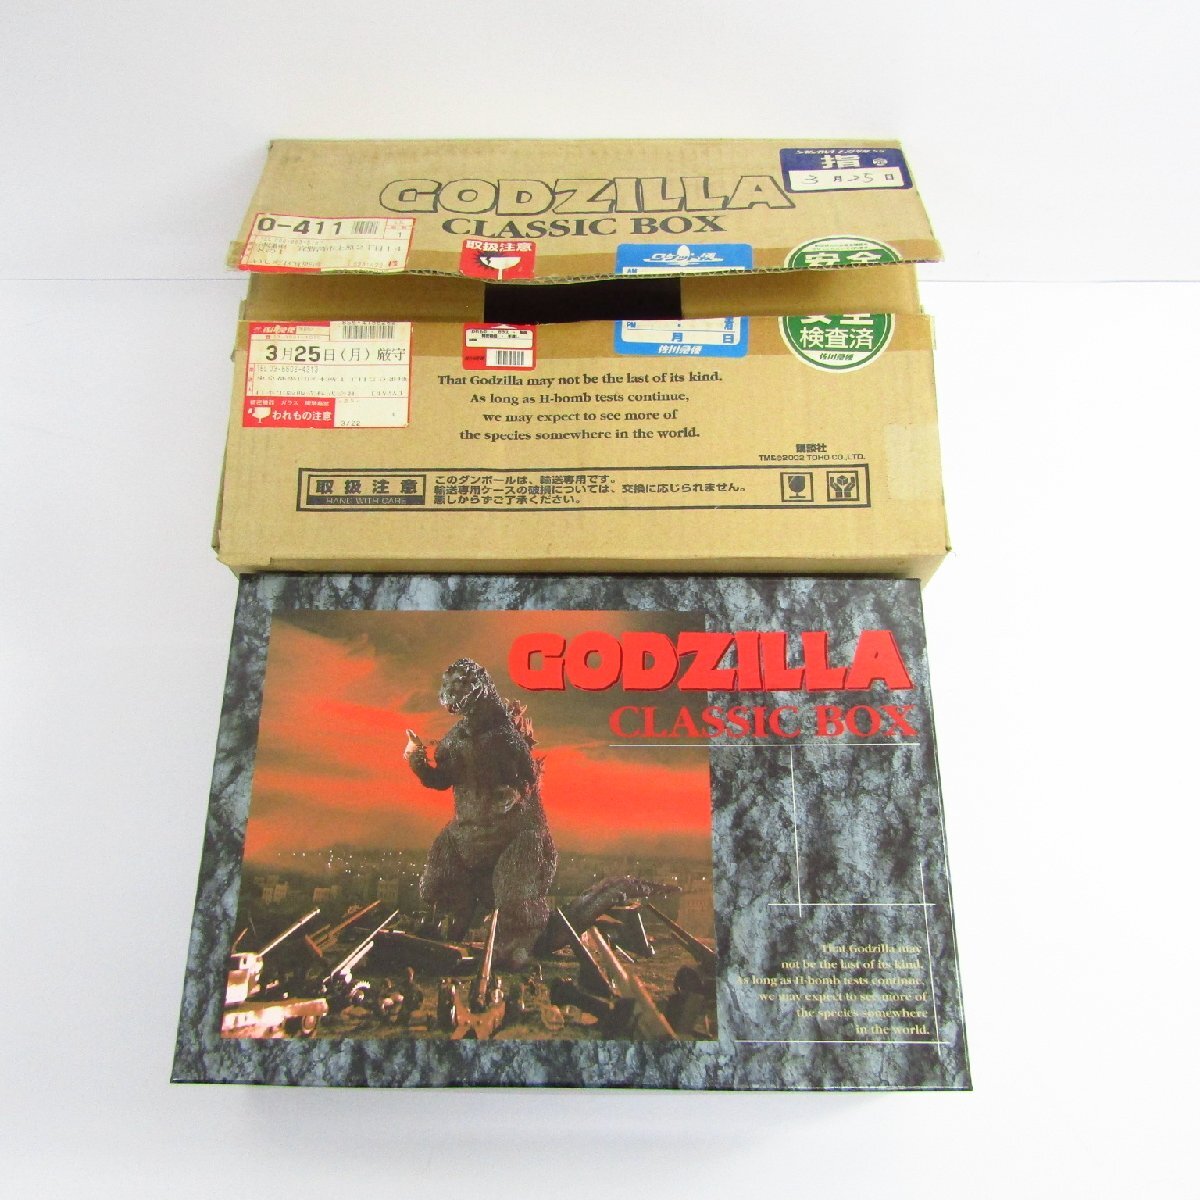 指
3月25日
GODZILLA
CLASSIC BOX
0-411
取扱注意
安全
3月25日(月)厳守
われもの注意
3/22
月 日
佐川急便
検査済
佐川急便
That Godzilla may not be the last of its kind.
As long as H-bomb tests continue,
we may expect to see more of
the species somewhere in the world.
講談社
TM&©2002 TOHO CO.,LTD.
取扱注意
HANG WITH CARE
このダンボールは、輸送専用です。
輸送専用ケースの破損については、交換に応じられません。
悪しからずご了承ください。
GODZILLA
CLASSIC BOX
That Godzilla may
not be the last of its kind.
As long as H-bomb tests continue,
we may expect to see more of
the species somewhere
in the world.